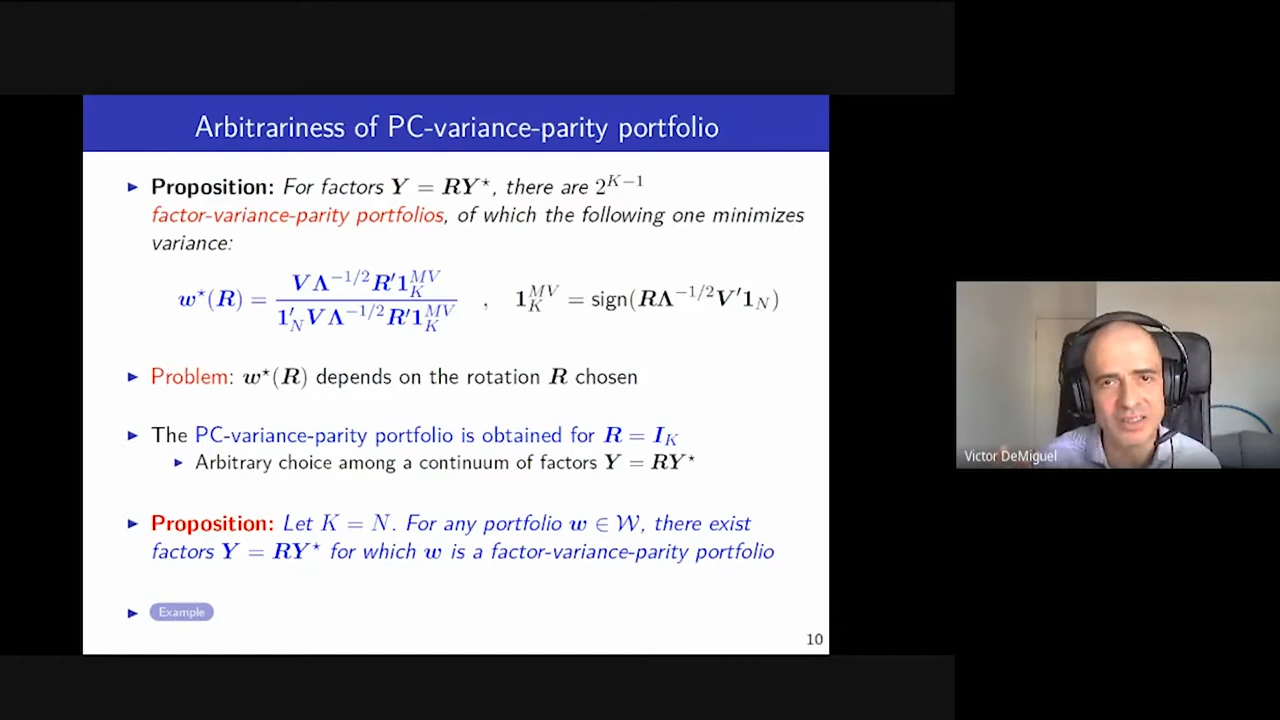 Arbitrariness of PC-variance-parity portfolio
▶ Proposition: For factors Y = RY⋆, there are 2^{K−1}
factor-variance-parity portfolios, of which the following one minimizes
variance:
w⋆(R) = VΛ^{−1/2}R′1_K^{MV} / 1′_N VΛ^{−1/2}R′1_K^{MV} , 1_K^{MV} = sign(RΛ^{−1/2}V′1_N)
▶ Problem: w⋆(R) depends on the rotation R chosen
▶ The PC-variance-parity portfolio is obtained for R = I_K
▶ Arbitrary choice among a continuum of factors Y = RY⋆
▶ Proposition: Let K = N. For any portfolio w ∈ W, there exist
factors Y = RY⋆ for which w is a factor-variance-parity portfolio
▶ Example
10
Victor DeMiguel